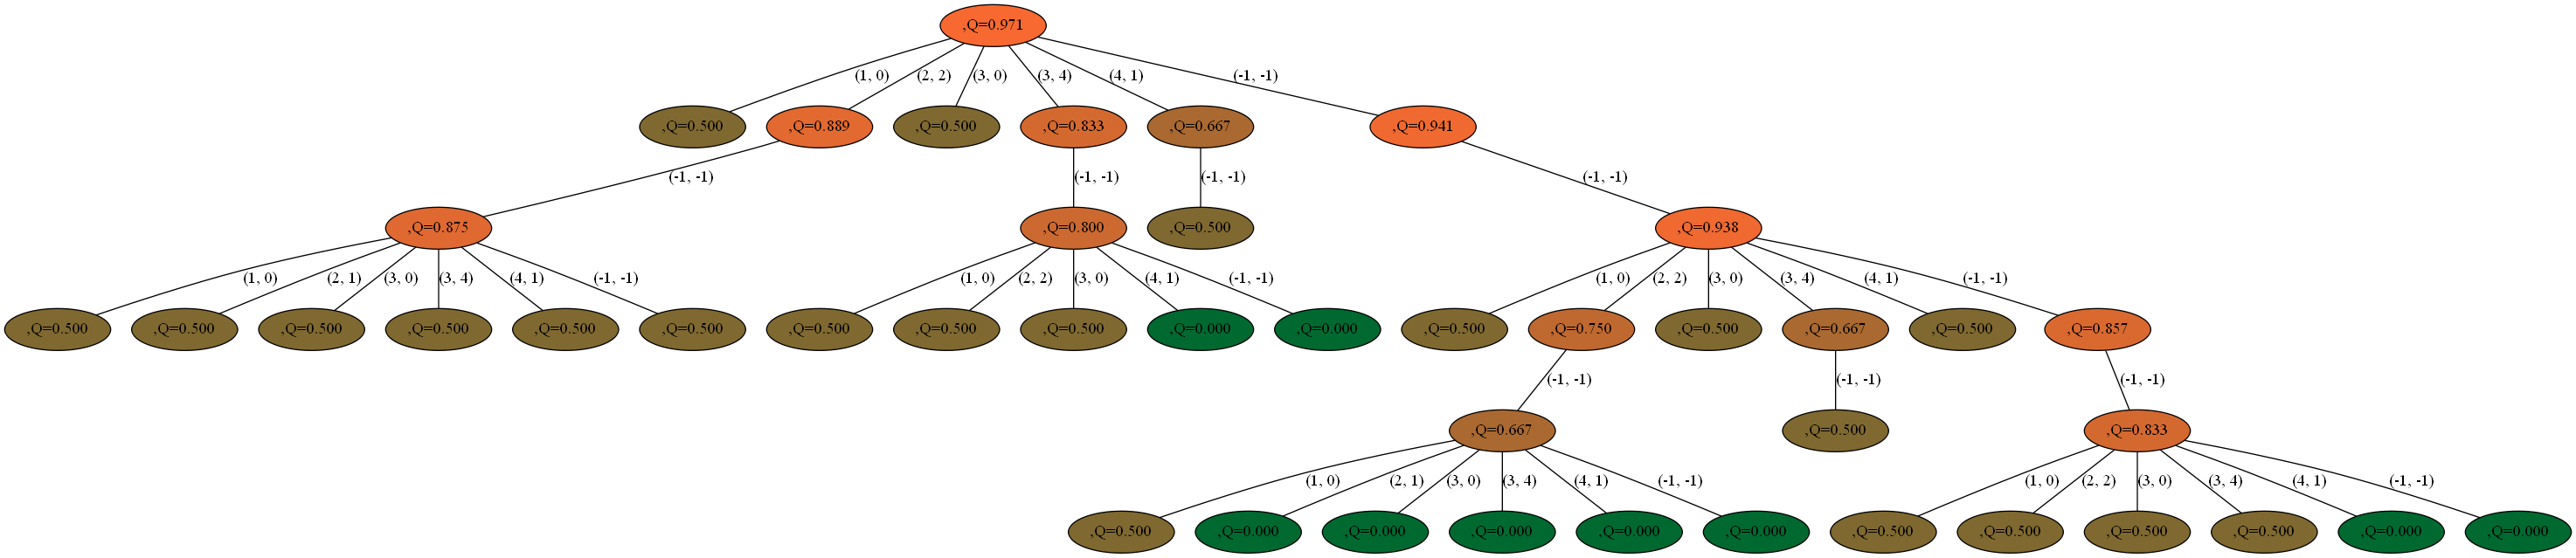 ,Q=0.971
(1, 0) (2, 2) (3, 0) (3, 4) (4, 1) (-1, -1)
,Q=0.500 ,Q=0.889 ,Q=0.500 ,Q=0.833 ,Q=0.667 ,Q=0.941
(-1, -1) (-1, -1) (-1, -1) (-1, -1)
,Q=0.875 ,Q=0.800 ,Q=0.500 ,Q=0.938
(1, 0) (2, 1) (3, 0) (3, 4) (4, 1) (-1, -1) (1, 0) (2, 2) (3, 0) (4, 1) (-1, -1) (1, 0) (2, 2) (3, 0) (3, 4) (4, 1) (-1, -1)
,Q=0.500 ,Q=0.500 ,Q=0.500 ,Q=0.500 ,Q=0.500 ,Q=0.500 ,Q=0.500 ,Q=0.500 ,Q=0.500 ,Q=0.000 ,Q=0.000 ,Q=0.500 ,Q=0.750 ,Q=0.500 ,Q=0.667 ,Q=0.500 ,Q=0.857
(-1, -1) (-1, -1) (-1, -1)
,Q=0.667 ,Q=0.500 ,Q=0.833
(1, 0) (2, 1) (3, 0) (3, 4) (4, 1) (-1, -1) (1, 0) (2, 2) (3, 0) (3, 4) (4, 1) (-1, -1)
,Q=0.500 ,Q=0.000 ,Q=0.000 ,Q=0.000 ,Q=0.000 ,Q=0.000 ,Q=0.500 ,Q=0.500 ,Q=0.500 ,Q=0.500 ,Q=0.000 ,Q=0.000